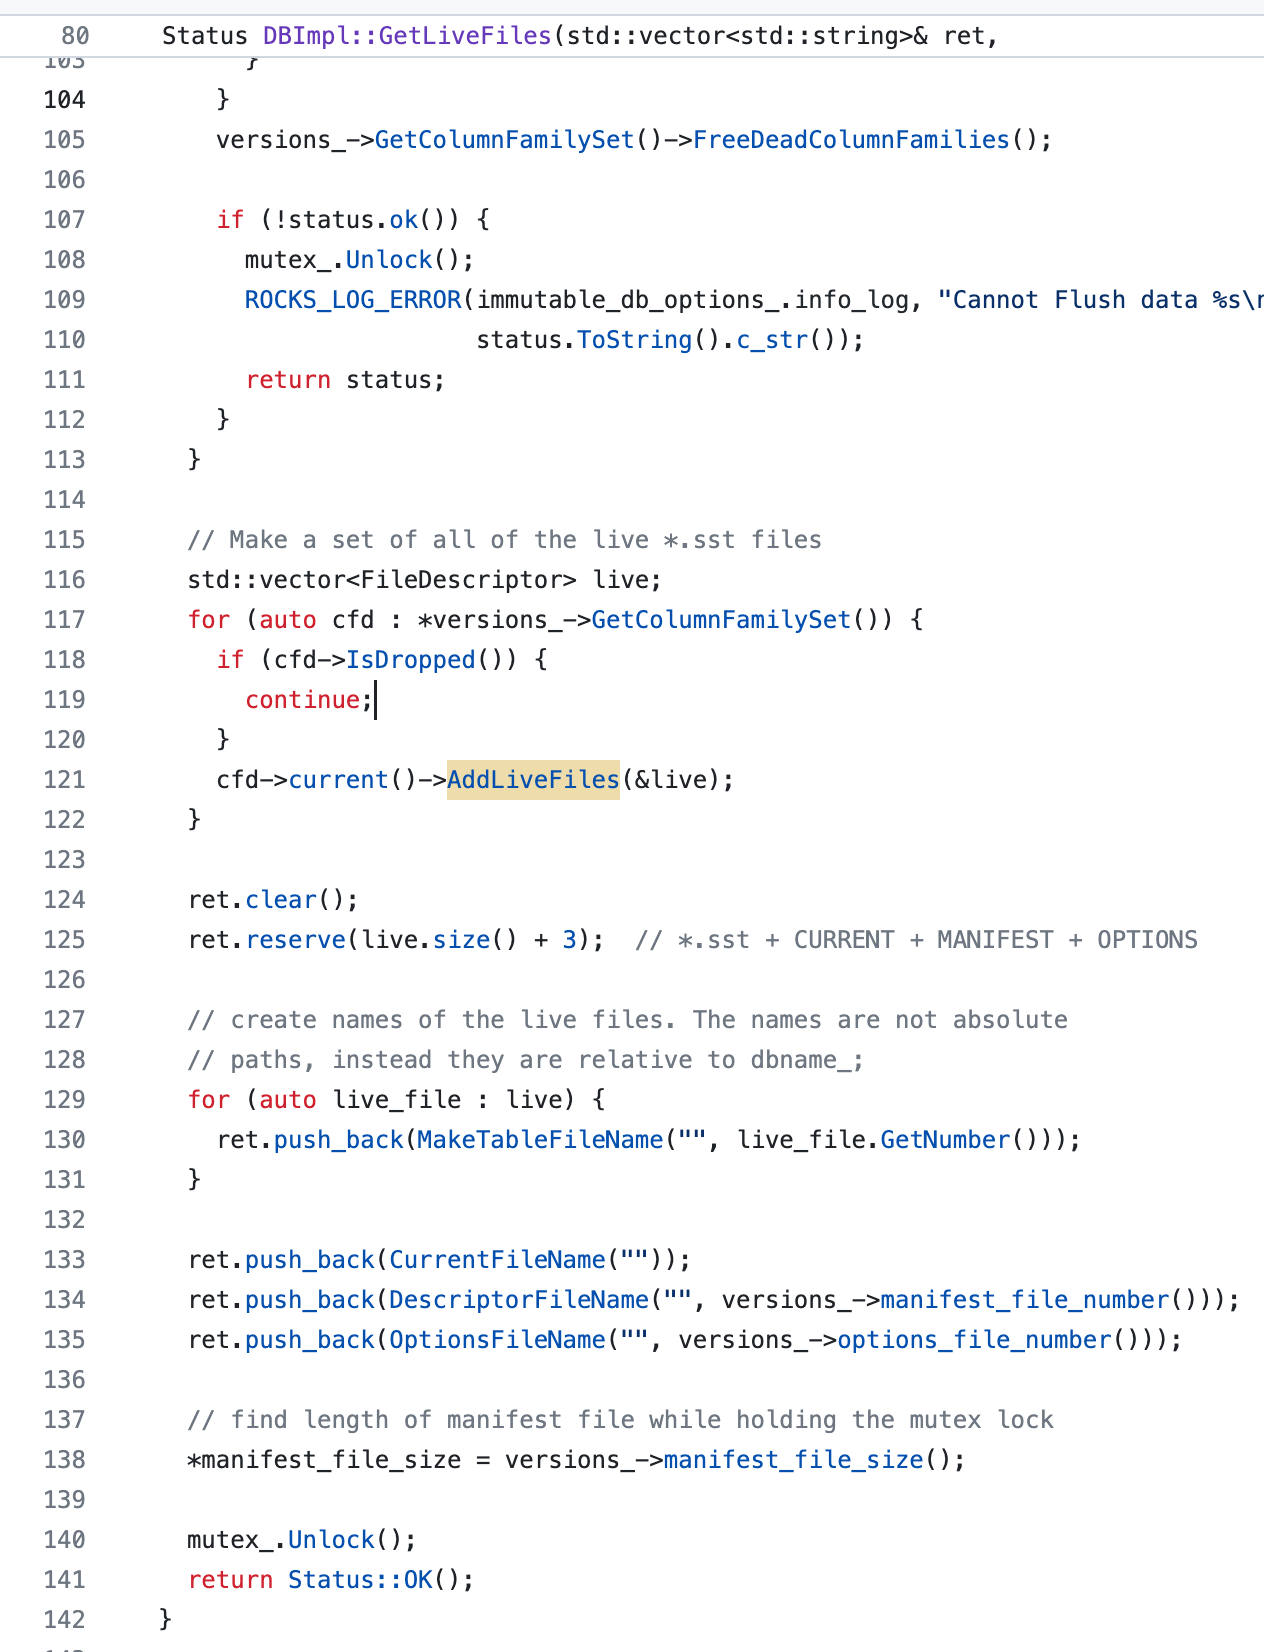 80 Status DBImpl::GetLiveFiles(std::vector<std::string>& ret,
103 }
104 }
105 versions_->GetColumnFamilySet()->FreeDeadColumnFamilies();
106
107 if (!status.ok()) {
108 mutex_.Unlock();
109 ROCKS_LOG_ERROR(immutable_db_options_.info_log, "Cannot Flush data %s\n
110 status.ToString().c_str());
111 return status;
112 }
113 }
114
115 // Make a set of all of the live *.sst files
116 std::vector<FileDescriptor> live;
117 for (auto cfd : *versions_->GetColumnFamilySet()) {
118 if (cfd->IsDropped()) {
119 continue;
120 }
121 cfd->current()->AddLiveFiles(&live);
122 }
123
124 ret.clear();
125 ret.reserve(live.size() + 3);  // *.sst + CURRENT + MANIFEST + OPTIONS
126
127 // create names of the live files. The names are not absolute
128 // paths, instead they are relative to dbname_;
129 for (auto live_file : live) {
130 ret.push_back(MakeTableFileName("", live_file.GetNumber()));
131 }
132
133 ret.push_back(CurrentFileName(""));
134 ret.push_back(DescriptorFileName("", versions_->manifest_file_number()));
135 ret.push_back(OptionsFileName("", versions_->options_file_number()));
136
137 // find length of manifest file while holding the mutex lock
138 *manifest_file_size = versions_->manifest_file_size();
139
140 mutex_.Unlock();
141 return Status::OK();
142 }